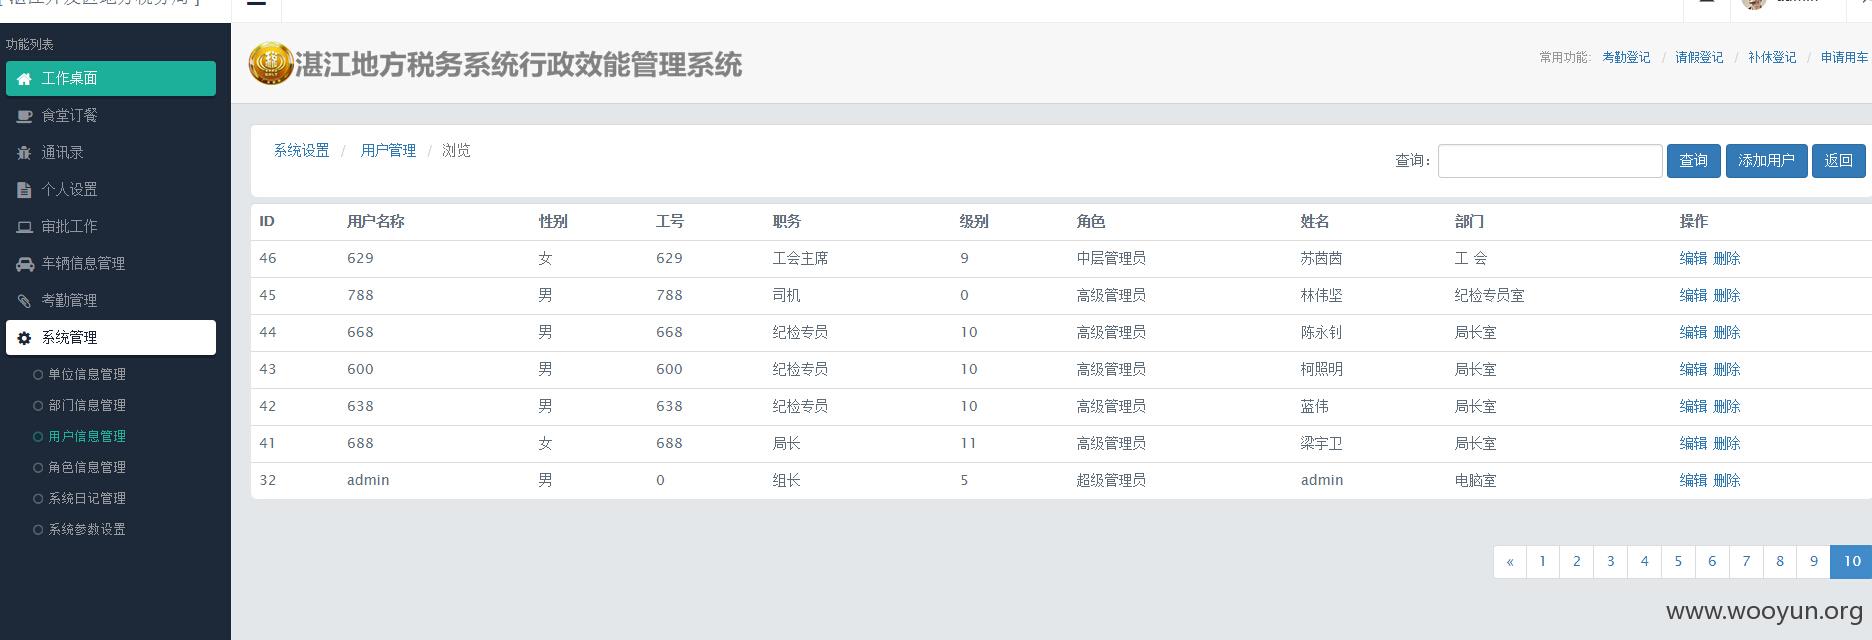 功能列表
工作桌面
食堂订餐
通讯录
个人设置
审批工作
车辆信息管理
考勤管理
系统管理
单位信息管理
部门信息管理
用户信息管理
角色信息管理
系统日记管理
系统参数设置
湛江地方税务系统行政效能管理系统
常用功能: 考勤登记 / 请假登记 / 补休登记 / 申请用车
系统设置 / 用户管理 / 浏览
查询: 查询 添加用户 返回
ID 用户名称 性别 工号 职务 级别 角色 姓名 部门 操作
46 629 女 629 工会主席 9 中层管理员 苏茵茵 工 会 编辑 删除
45 788 男 788 司机 0 高级管理员 林伟坚 纪检专员室 编辑 删除
44 668 男 668 纪检专员 10 高级管理员 陈永钊 局长室 编辑 删除
43 600 男 600 纪检专员 10 高级管理员 柯照明 局长室 编辑 删除
42 638 男 638 纪检专员 10 高级管理员 蓝伟 局长室 编辑 删除
41 688 女 688 局长 11 高级管理员 梁宇卫 局长室 编辑 删除
32 admin 男 0 组长 5 超级管理员 admin 电脑室 编辑 删除
« 1 2 3 4 5 6 7 8 9 10
www.wooyun.org